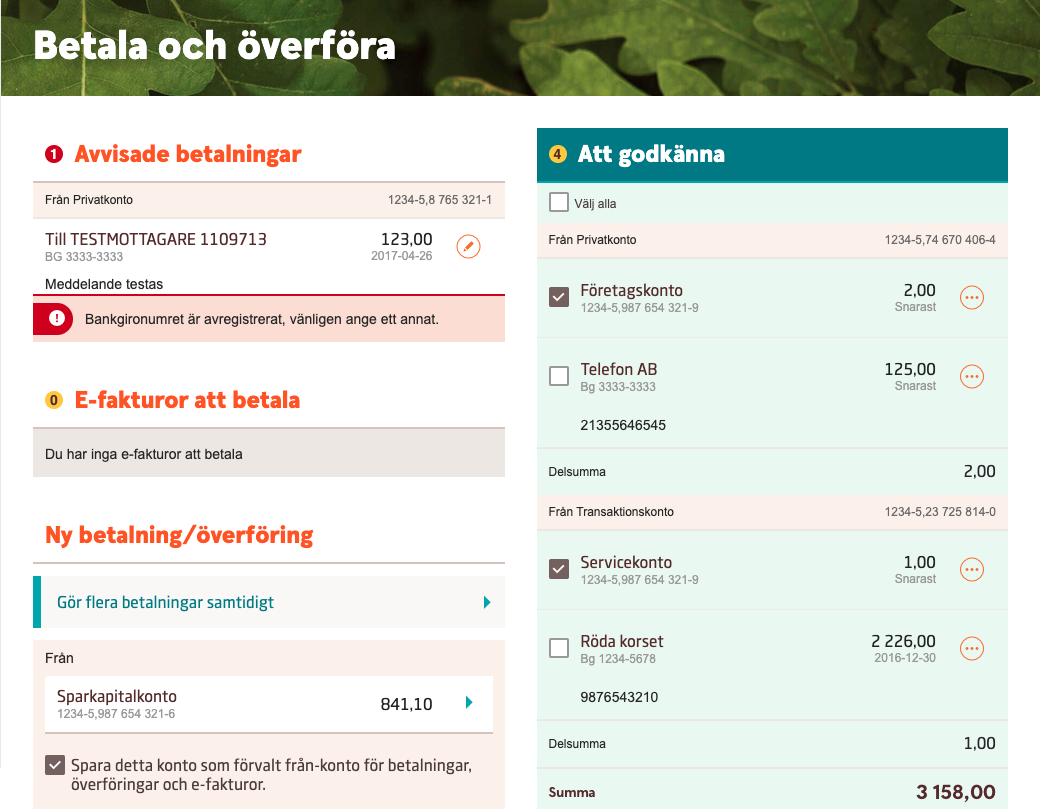 Betala och överföra
1 Avvisade betalningar
Från Privatkonto 1234-5,8 765 321-1
Till TESTMOTTAGARE 1109713 123,00
BG 3333-3333 2017-04-26
Meddelande testas
! Bankgironumret är avregistrerat, vänligen ange ett annat.
0 E-fakturor att betala
Du har inga e-fakturor att betala
Ny betalning/överföring
Gör flera betalningar samtidigt
Från
Sparkapitalkonto 841,10
1234-5,987 654 321-6
Spara detta konto som förvalt från-konto för betalningar,
överföringar och e-fakturor.
4 Att godkänna
Välj alla
Från Privatkonto 1234-5,74 670 406-4
Företagskonto 2,00
1234-5,987 654 321-9 Snarast
Telefon AB 125,00
Bg 3333-3333 Snarast
21355646545
Delsumma 2,00
Från Transaktionskonto 1234-5,23 725 814-0
Servicekonto 1,00
1234-5,987 654 321-9 Snarast
Röda korset 2 226,00
Bg 1234-5678 2016-12-30
9876543210
Delsumma 1,00
Summa 3 158,00